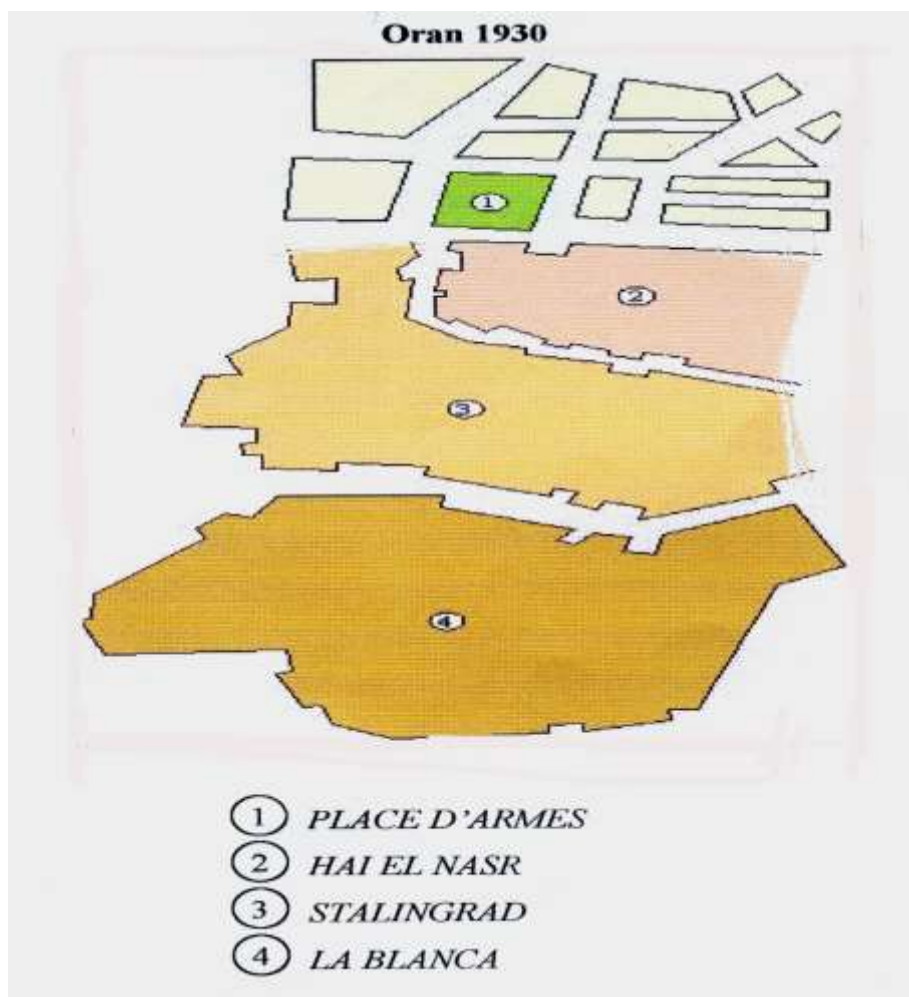 Oran 1930
1
2
3
4
1 PLACE D'ARMES
2 HAI EL NASR
3 STALINGRAD
4 LA BLANCA